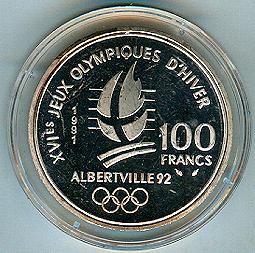 XVIes JEUX OLYMPIQUES D'HIVER
1991
100
FRANCS
ALBERTVILLE 92